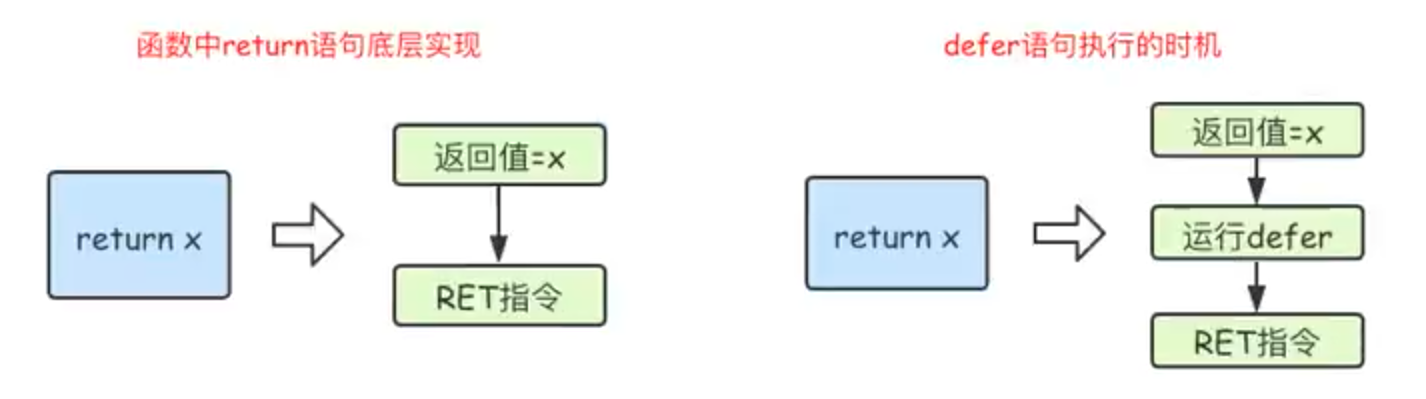 函数中return语句底层实现
return x
返回值=x
RET指令
defer语句执行的时机
return x
返回值=x
运行defer
RET指令